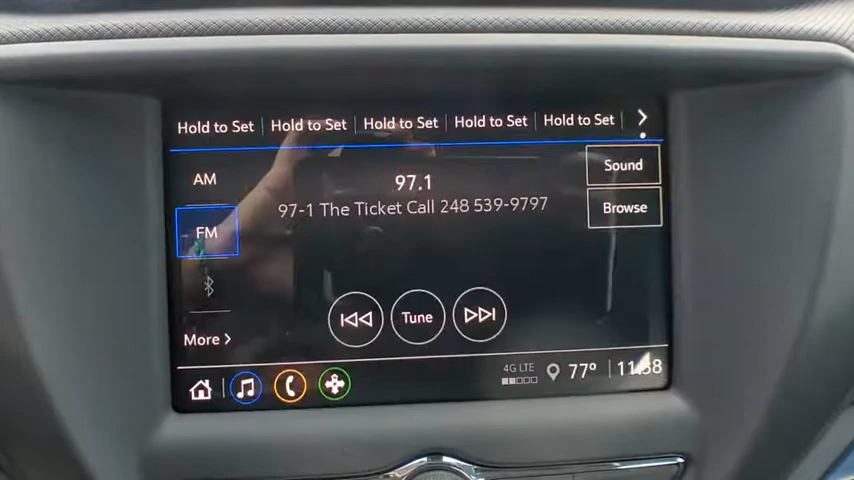 Hold to Set Hold to Set Hold to Set Hold to Set Hold to Set
AM
97.1
Sound
97-1 The Ticket Call 248 539-9797
Browse
FM
Tune
More
4G LTE
77°
11:58